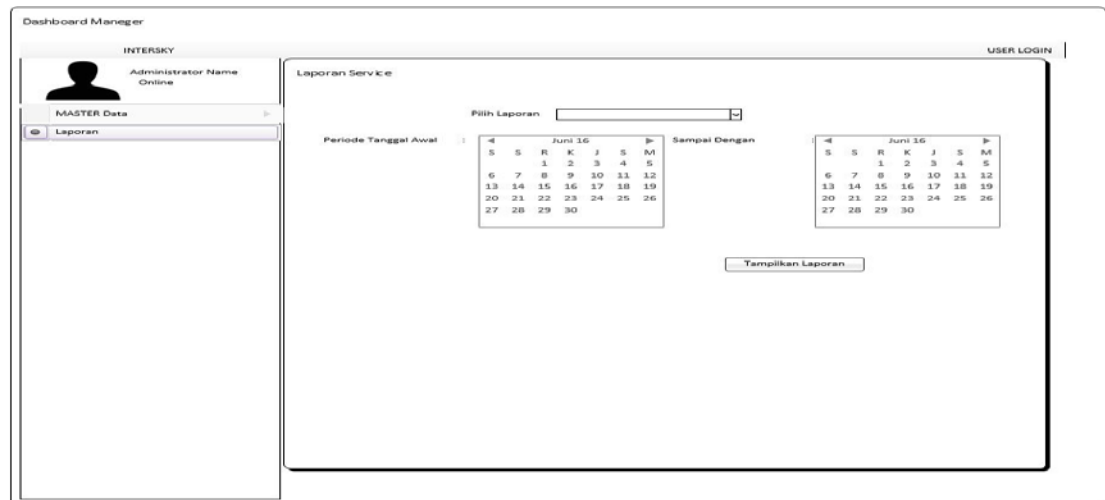 Dashboard Maneger
INTERSKY USER LOGIN
Administrator Name
Online
MASTER Data
Laporan
Laporan Service
Pilih Laporan
Periode Tanggal Awal :
Juni 16
S S R K J S M
1 2 3 4 5
6 7 8 9 10 11 12
13 14 15 16 17 18 19
20 21 22 23 24 25 26
27 28 29 30
Sampai Dengan :
Juni 16
S S R K J S M
1 2 3 4 5
6 7 8 9 10 11 12
13 14 15 16 17 18 19
20 21 22 23 24 25 26
27 28 29 30
Tampilkan Laporan